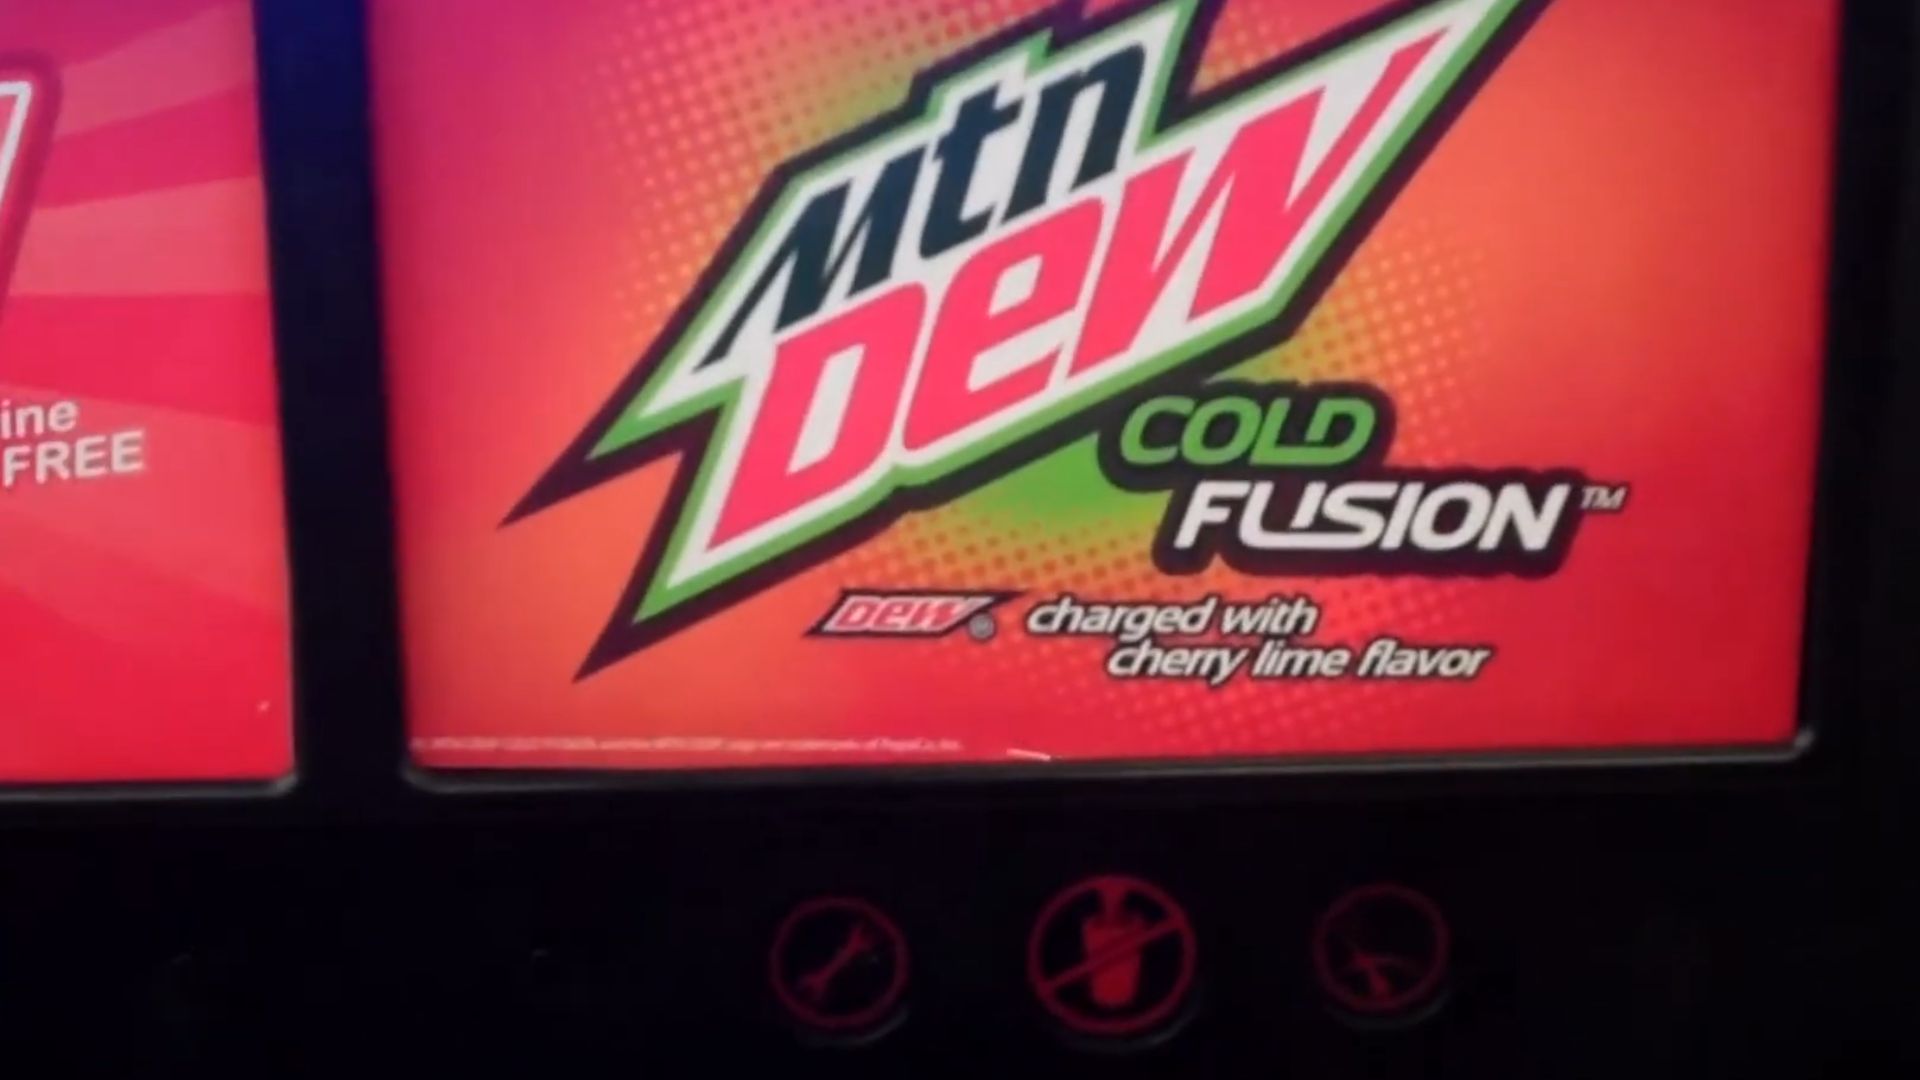 ine
FREE
Mtn
Dew
COLD
FUSION™
Dew® charged with
cherry lime flavor